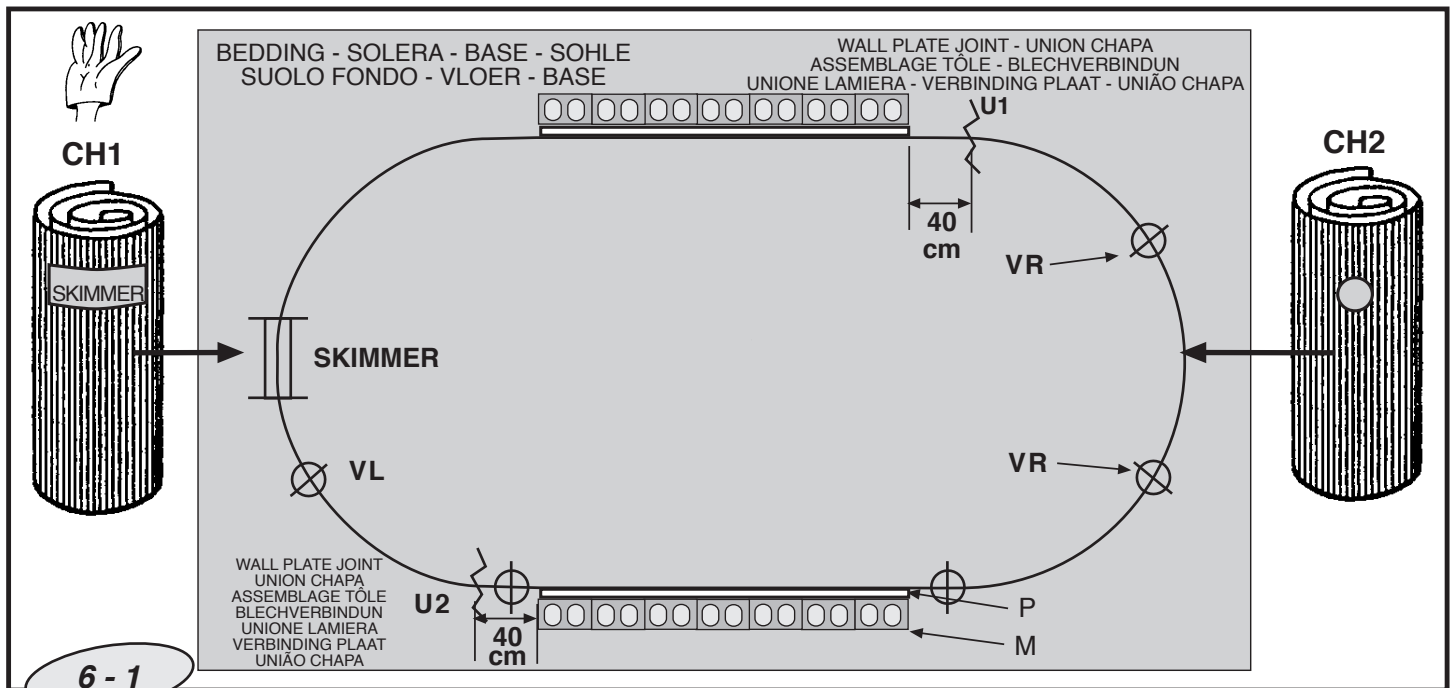 BEDDING - SOLERA - BASE - SOHLE
SUOLO FONDO - VLOER - BASE
WALL PLATE JOINT - UNION CHAPA
ASSEMBLAGE TÔLE - BLECHVERBINDUN
UNIONE LAMIERA - VERBINDING PLAAT - UNIÃO CHAPA
U1
CH1
CH2
40
cm
VR
SKIMMER
SKIMMER
VL
VR
WALL PLATE JOINT
UNION CHAPA
ASSEMBLAGE TÔLE
BLECHVERBINDUN
UNIONE LAMIERA
VERBINDING PLAAT
UNIÃO CHAPA
U2
40
cm
P
M
6 - 1